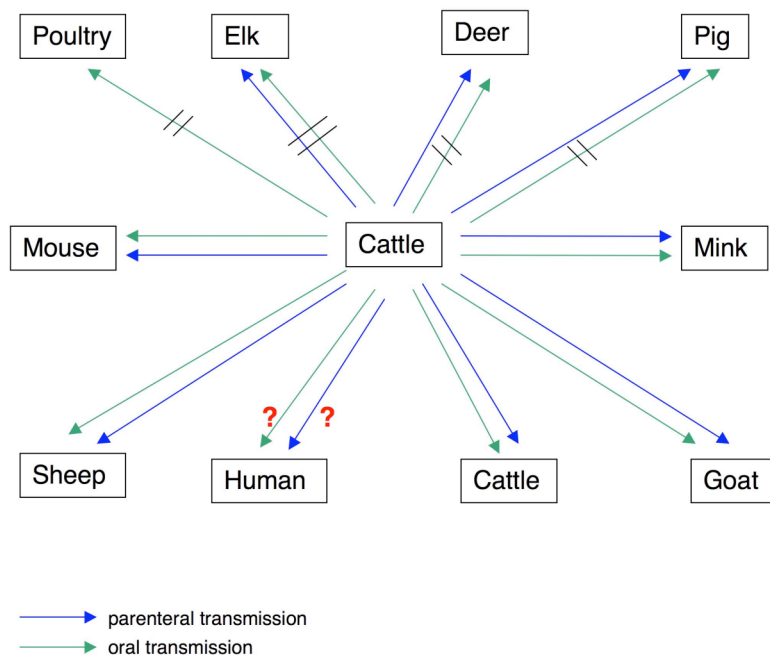 Poultry
Elk
Deer
Pig
Mouse
Cattle
Mink
?
?
Sheep
Human
Cattle
Goat
parenteral transmission
oral transmission